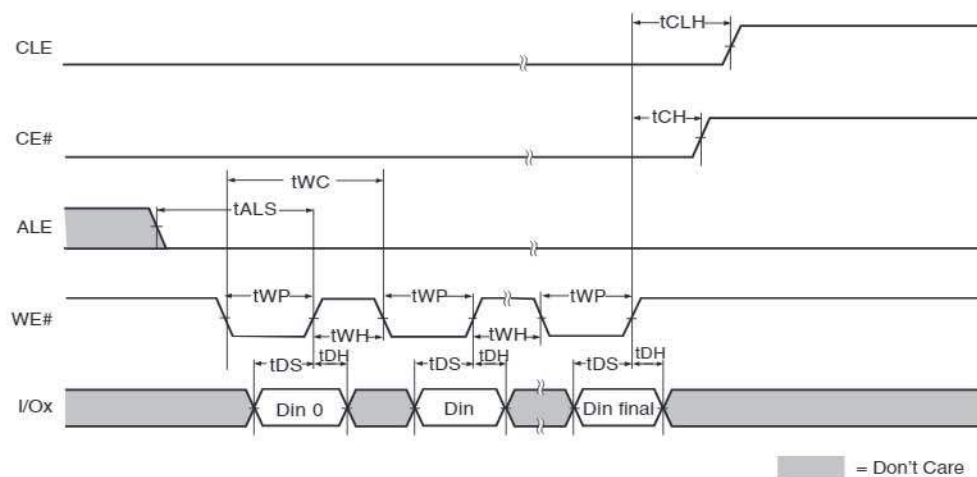 tCLH
CLE
tCH
CE#
tWC
tALS
ALE
tWP tWP tWP
WE#
tWH tWH
tDS tDH tDS tDH tDS tDH
I/Ox Din 0 Din Din final
= Don't Care